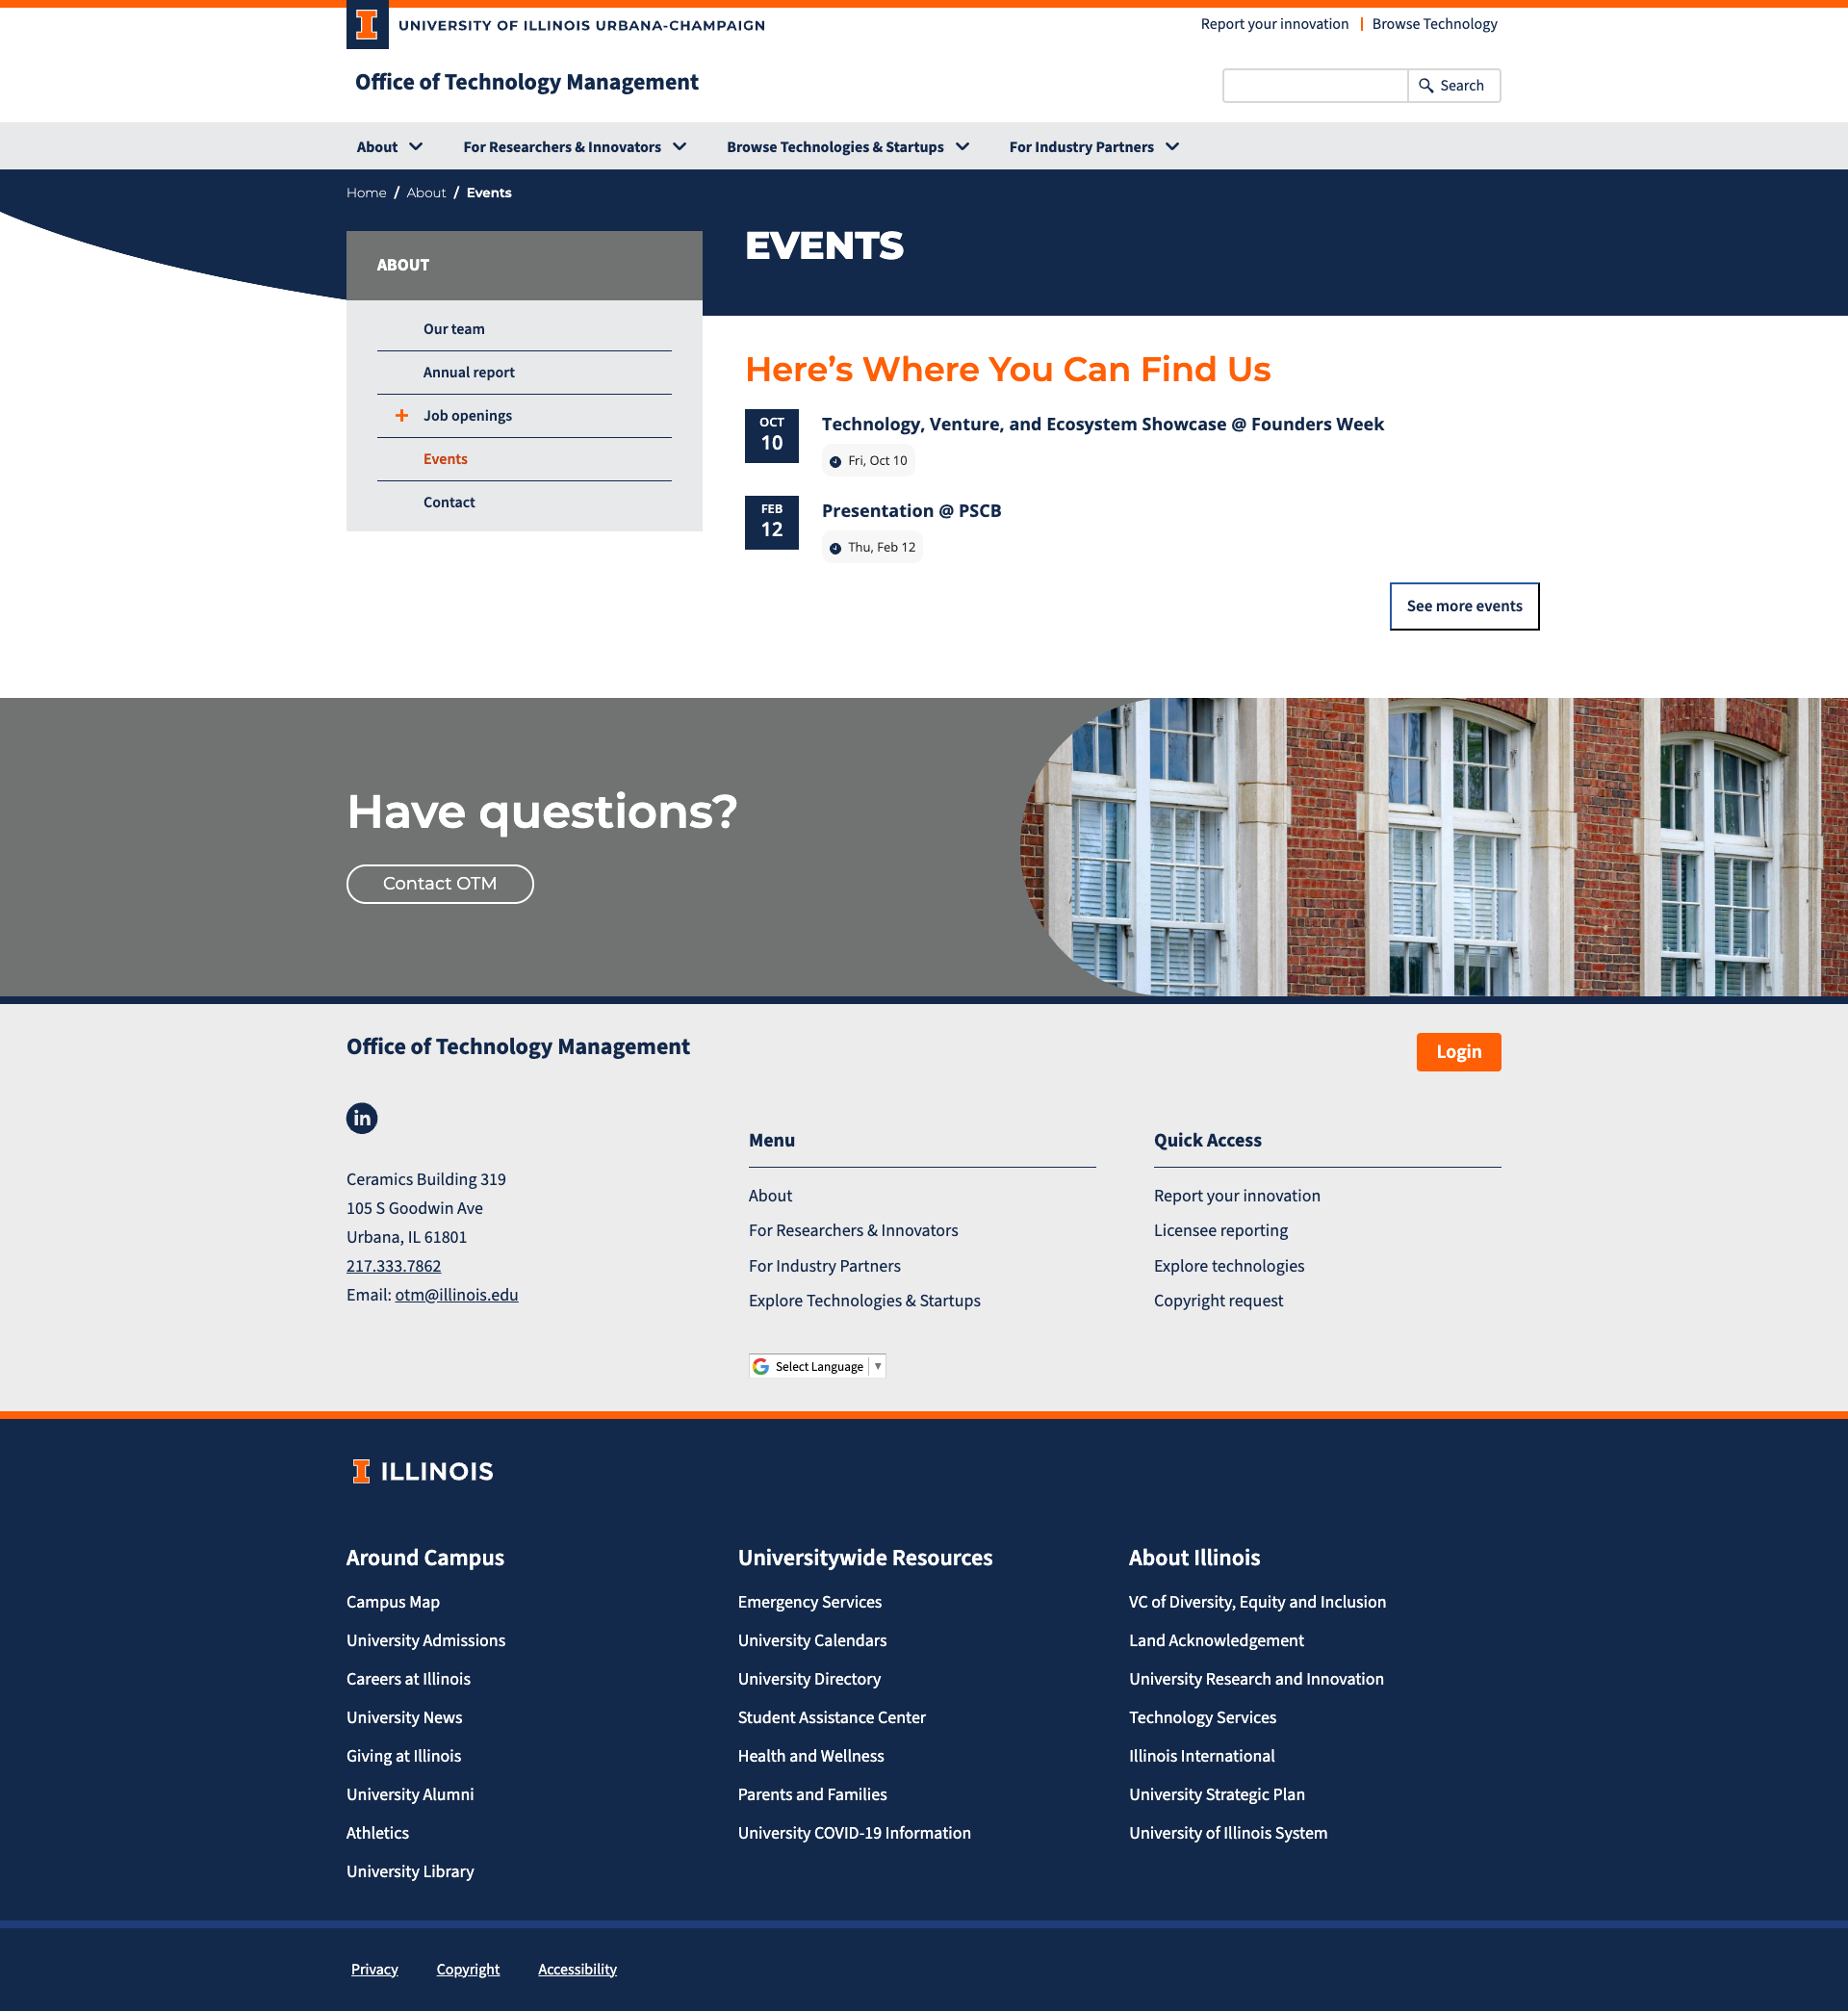 UNIVERSITY OF ILLINOIS URBANA-CHAMPAIGN
Report your innovation
Browse Technology
Office of Technology Management
Search
About
For Researchers & Innovators
Browse Technologies & Startups
For Industry Partners
Home / About / Events
ABOUT
Our team
Annual report
Job openings
Events
Contact
EVENTS
Here’s Where You Can Find Us
OCT
10
Technology, Venture, and Ecosystem Showcase @ Founders Week
Fri, Oct 10
FEB
12
Presentation @ PSCB
Thu, Feb 12
See more events
Have questions?
Contact OTM
Office of Technology Management
Login
in
Ceramics Building 319
105 S Goodwin Ave
Urbana, IL 61801
217.333.7862
Email: otm@illinois.edu
Menu
About
For Researchers & Innovators
For Industry Partners
Explore Technologies & Startups
Quick Access
Report your innovation
Licensee reporting
Explore technologies
Copyright request
Select Language
ILLINOIS
Around Campus
Campus Map
University Admissions
Careers at Illinois
University News
Giving at Illinois
University Alumni
Athletics
University Library
Universitywide Resources
Emergency Services
University Calendars
University Directory
Student Assistance Center
Health and Wellness
Parents and Families
University COVID-19 Information
About Illinois
VC of Diversity, Equity and Inclusion
Land Acknowledgement
University Research and Innovation
Technology Services
Illinois International
University Strategic Plan
University of Illinois System
Privacy
Copyright
Accessibility